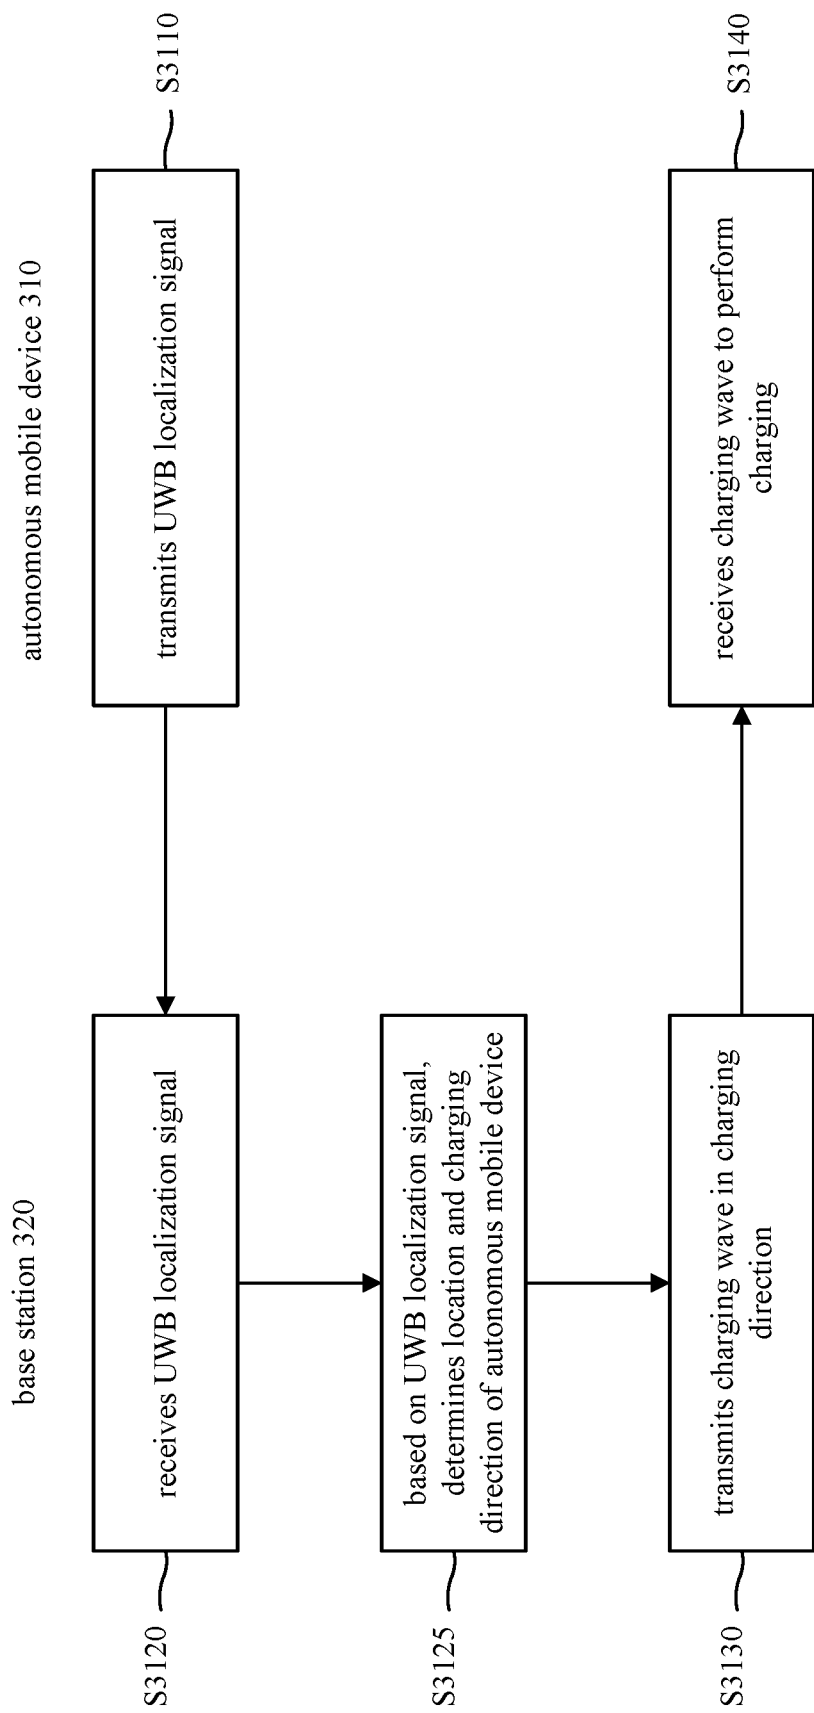 base station 320
autonomous mobile device 310
S3120
receives UWB localization signal
transmits UWB localization signal
S3110
S3125
based on UWB localization signal,
determines location and charging
direction of autonomous mobile device
S3130
transmits charging wave in charging
direction
receives charging wave to perform
charging
S3140